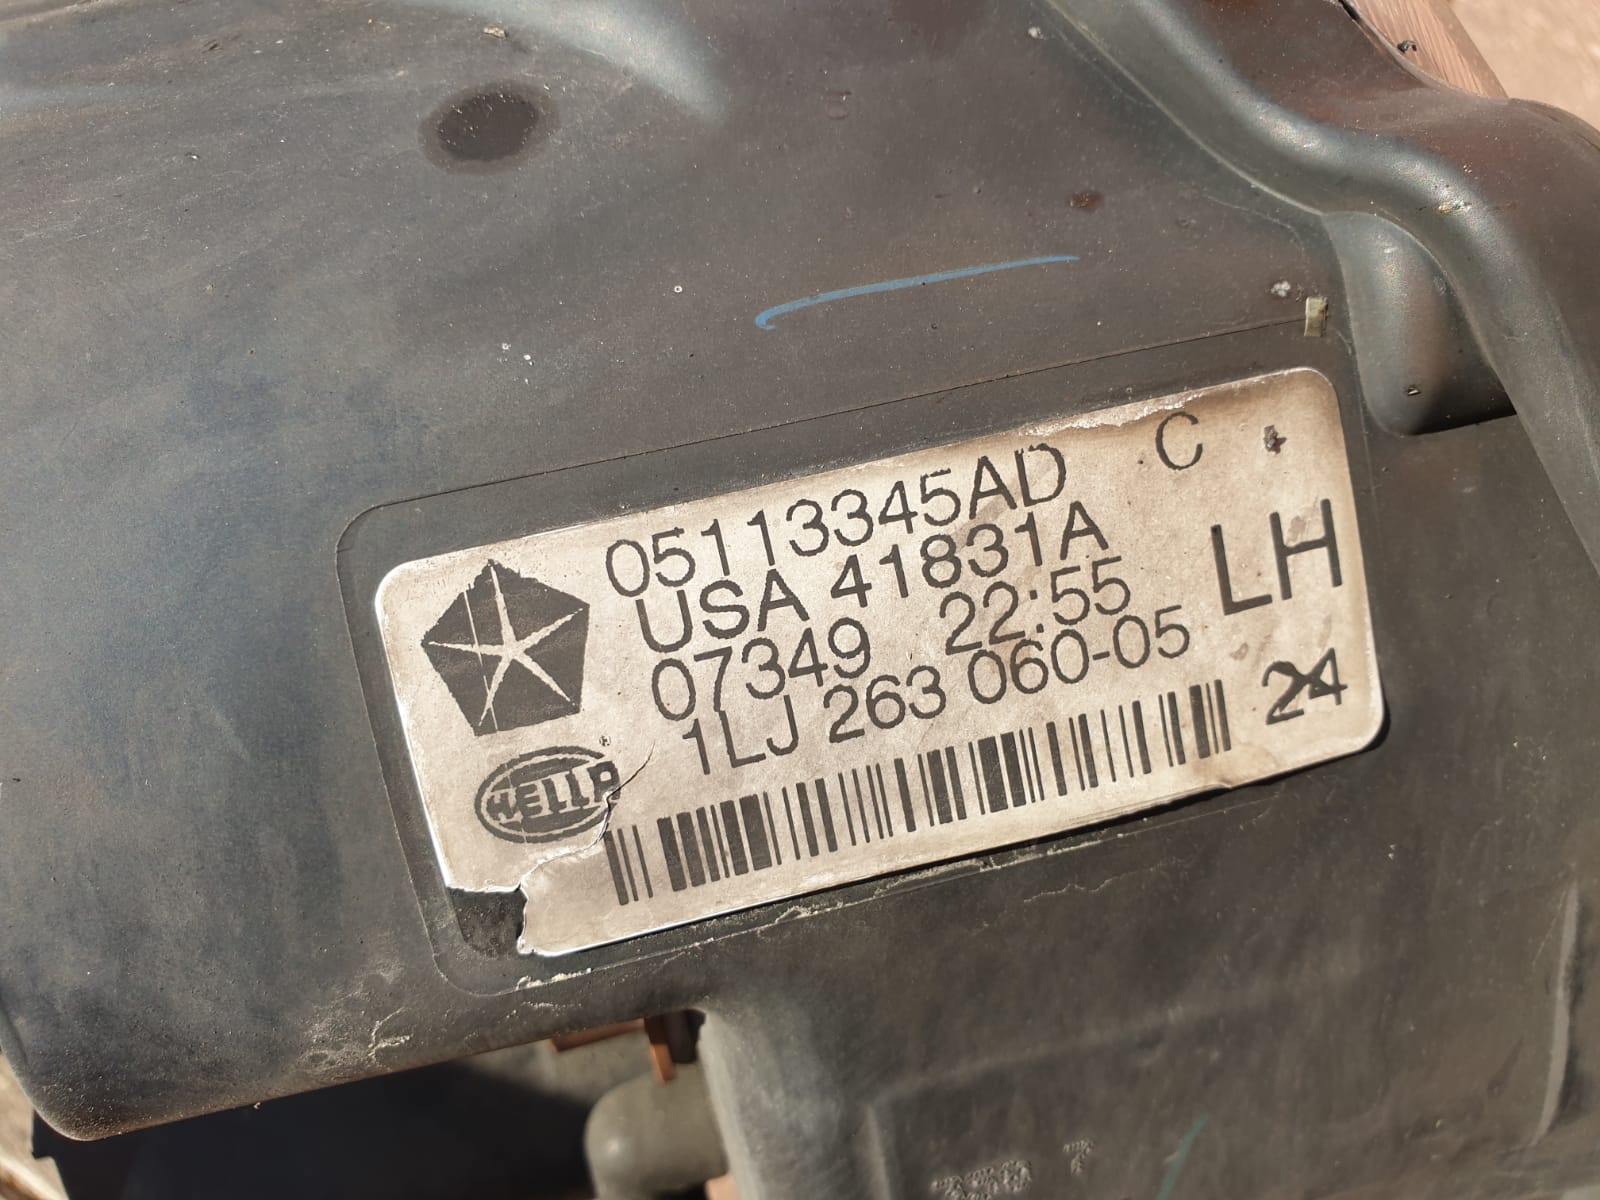 05113345AD C
USA 41831A
LH
07349 22:55
1LJ 263 060-05
24
HELLA